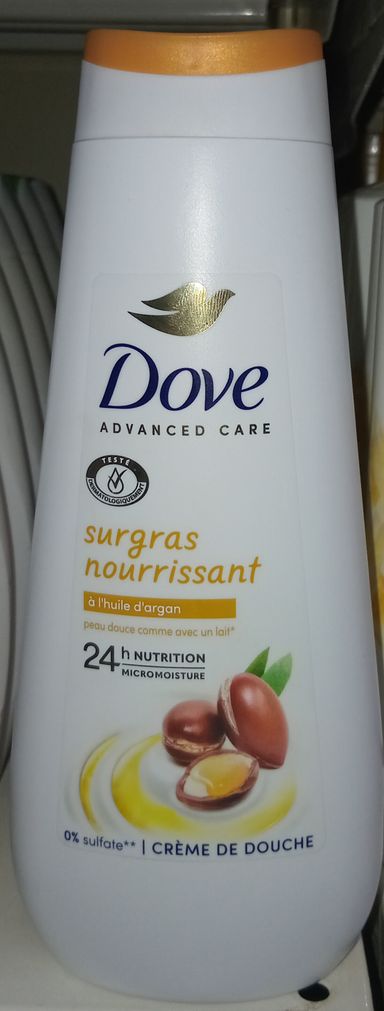 Dove
ADVANCED CARE
TESTÉ
DERMATOLOGIQUEMENT
surgras
nourrissant
à l'huile d'argan
peau douce comme avec un lait*
24h NUTRITION
MICROMOISTURE
0% sulfate** | CRÈME DE DOUCHE